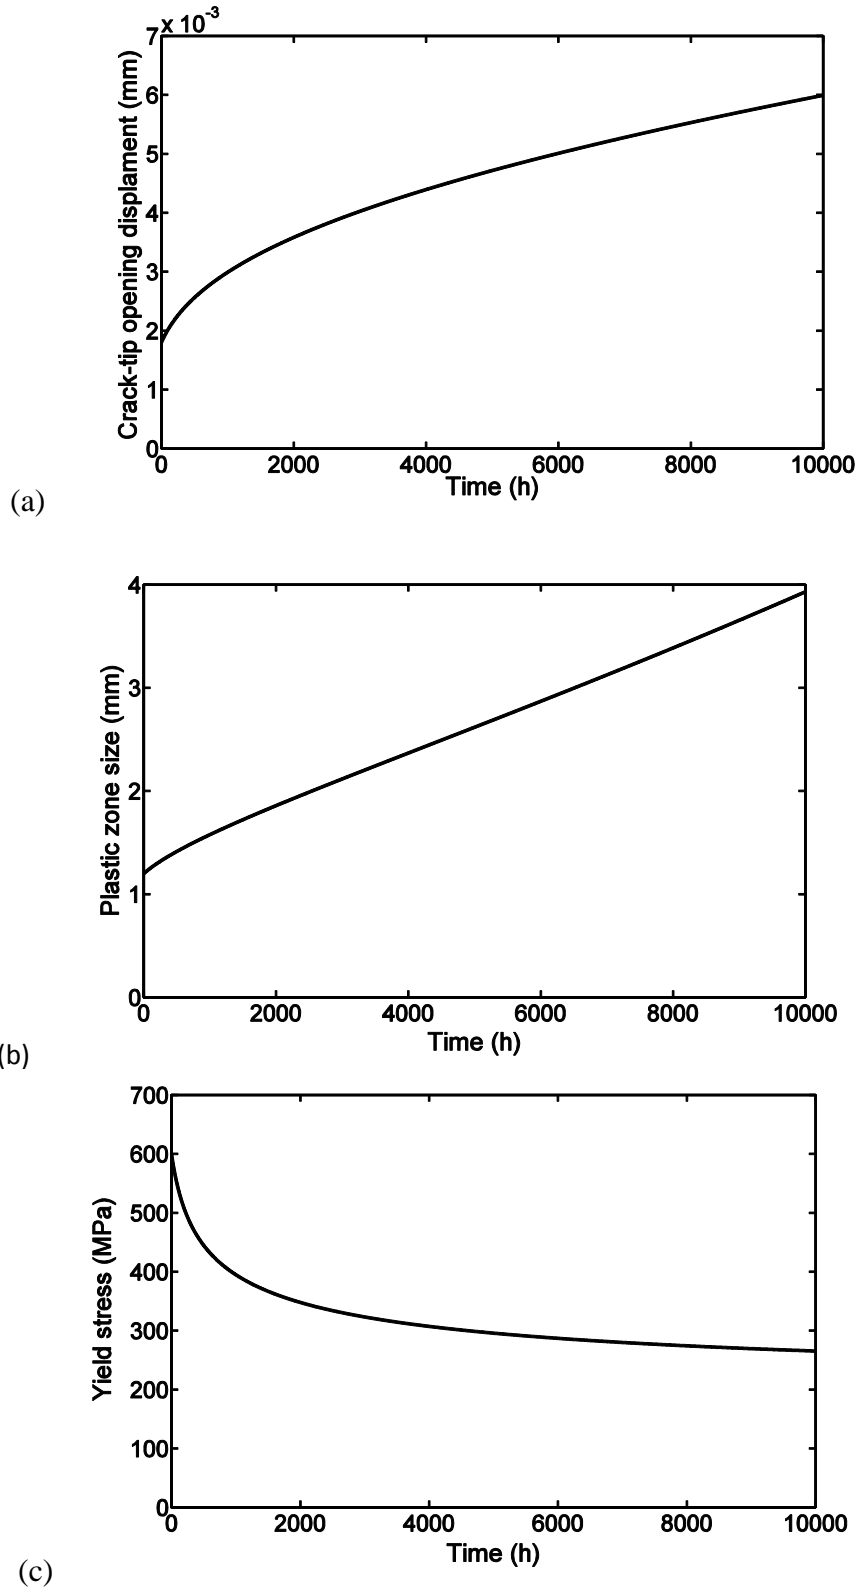 x 10-3
7
6
5
4
3
2
1
0
Crack-tip opening displament (mm)
0 2000 4000 6000 8000 10000
Time (h)
(a)
4
3
2
1
0
Plastic zone size (mm)
0 2000 4000 6000 8000 10000
Time (h)
(b)
700
600
500
400
300
200
100
0
Yield stress (MPa)
0 2000 4000 6000 8000 10000
Time (h)
(c)